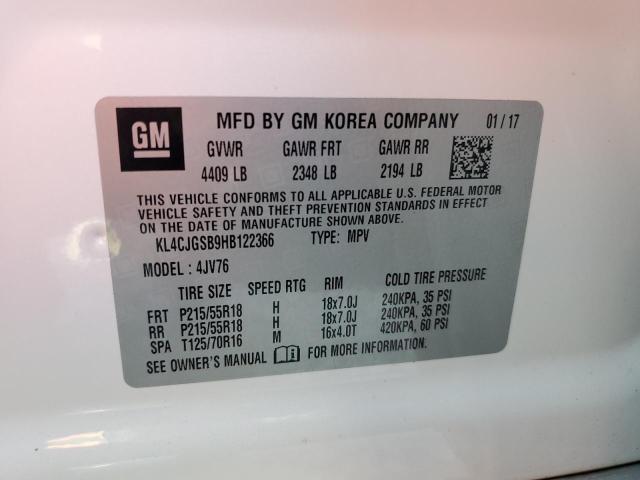 GM
MFD BY GM KOREA COMPANY 01 / 17
GVWR GAWR FRT GAWR RR
4409 LB 2348 LB 2194 LB
THIS VEHICLE CONFORMS TO ALL APPLICABLE U.S. FEDERAL MOTOR
VEHICLE SAFETY AND THEFT PREVENTION STANDARDS IN EFFECT
ON THE DATE OF MANUFACTURE SHOWN ABOVE.
KL4CJGSB9HB122366 TYPE: MPV
MODEL : 4JV76
TIRE SIZE SPEED RTG RIM COLD TIRE PRESSURE
FRT P215/55R18 H 18x7.0J 240KPA, 35 PSI
RR P215/55R18 H 18x7.0J 240KPA, 35 PSI
SPA T125/70R16 M 16x4.0T 420KPA, 60 PSI
SEE OWNER'S MANUAL FOR MORE INFORMATION